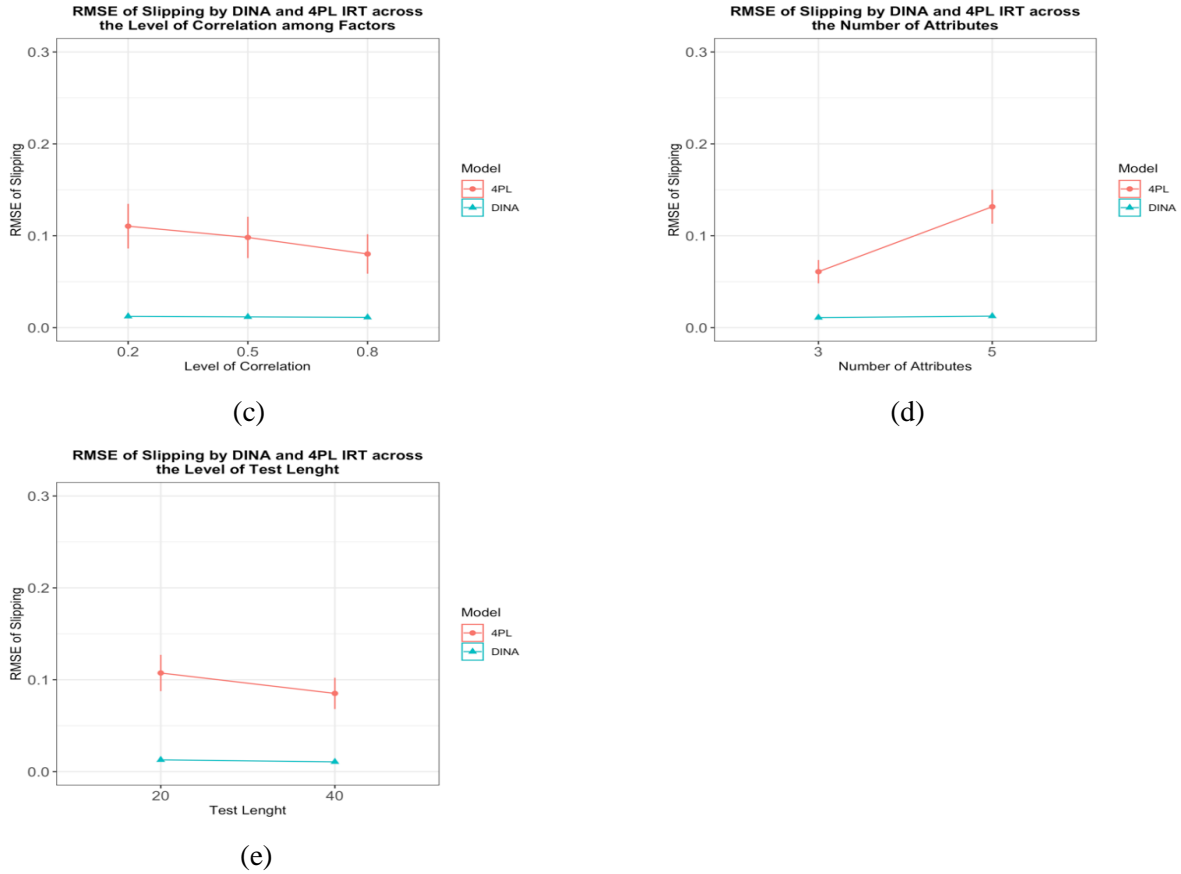 RMSE of Slipping by DINA and 4PL IRT across
the Level of Correlation among Factors
0.3
0.2
0.1
0.0
RMSE of Slipping
0.2 0.5 0.8
Level of Correlation
Model
4PL
DINA
(c)
RMSE of Slipping by DINA and 4PL IRT across
the Number of Attributes
0.3
0.2
0.1
0.0
RMSE of Slipping
3 5
Number of Attributes
Model
4PL
DINA
(d)
RMSE of Slipping by DINA and 4PL IRT across
the Level of Test Lenght
0.3
0.2
0.1
0.0
RMSE of Slipping
20 40
Test Lenght
Model
4PL
DINA
(e)